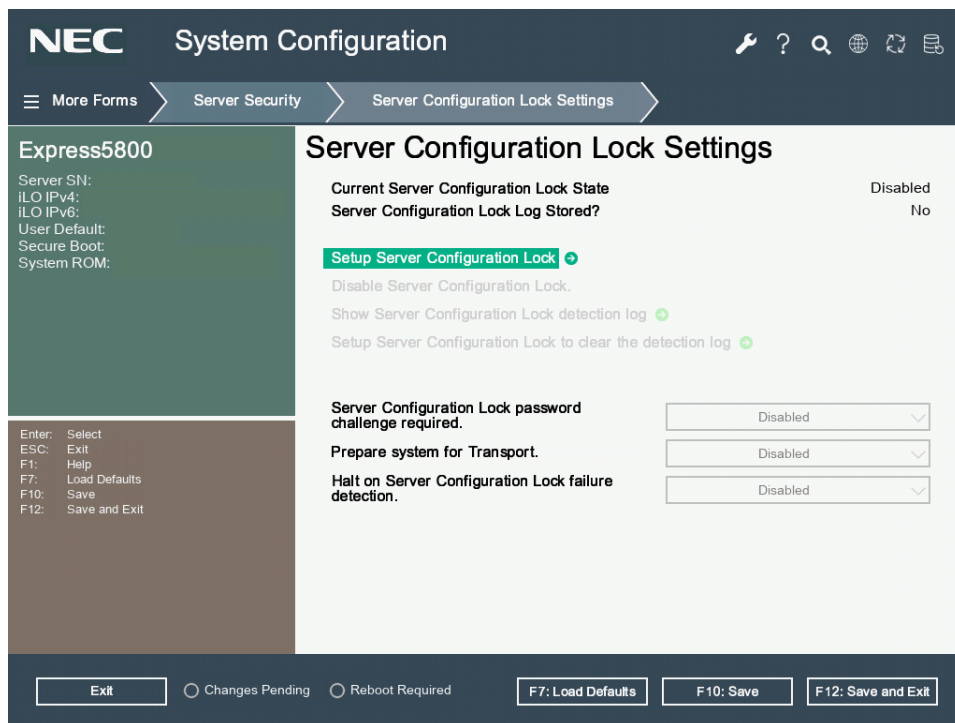 NEC
System Configuration
?
More Forms
Server Security
Server Configuration Lock Settings
Express5800
Server SN:
iLO IPv4:
iLO IPv6:
User Default:
Secure Boot:
System ROM:
Enter: Select
ESC: Exit
F1: Help
F7: Load Defaults
F10: Save
F12: Save and Exit
Server Configuration Lock Settings
Current Server Configuration Lock State Disabled
Server Configuration Lock Log Stored? No
Setup Server Configuration Lock
Disable Server Configuration Lock.
Show Server Configuration Lock detection log
Setup Server Configuration Lock to clear the detection log
Server Configuration Lock password
challenge required.
Disabled
Prepare system for Transport. Disabled
Halt on Server Configuration Lock failure
detection.
Disabled
Exit
Changes Pending
Reboot Required
F7: Load Defaults
F10: Save
F12: Save and Exit